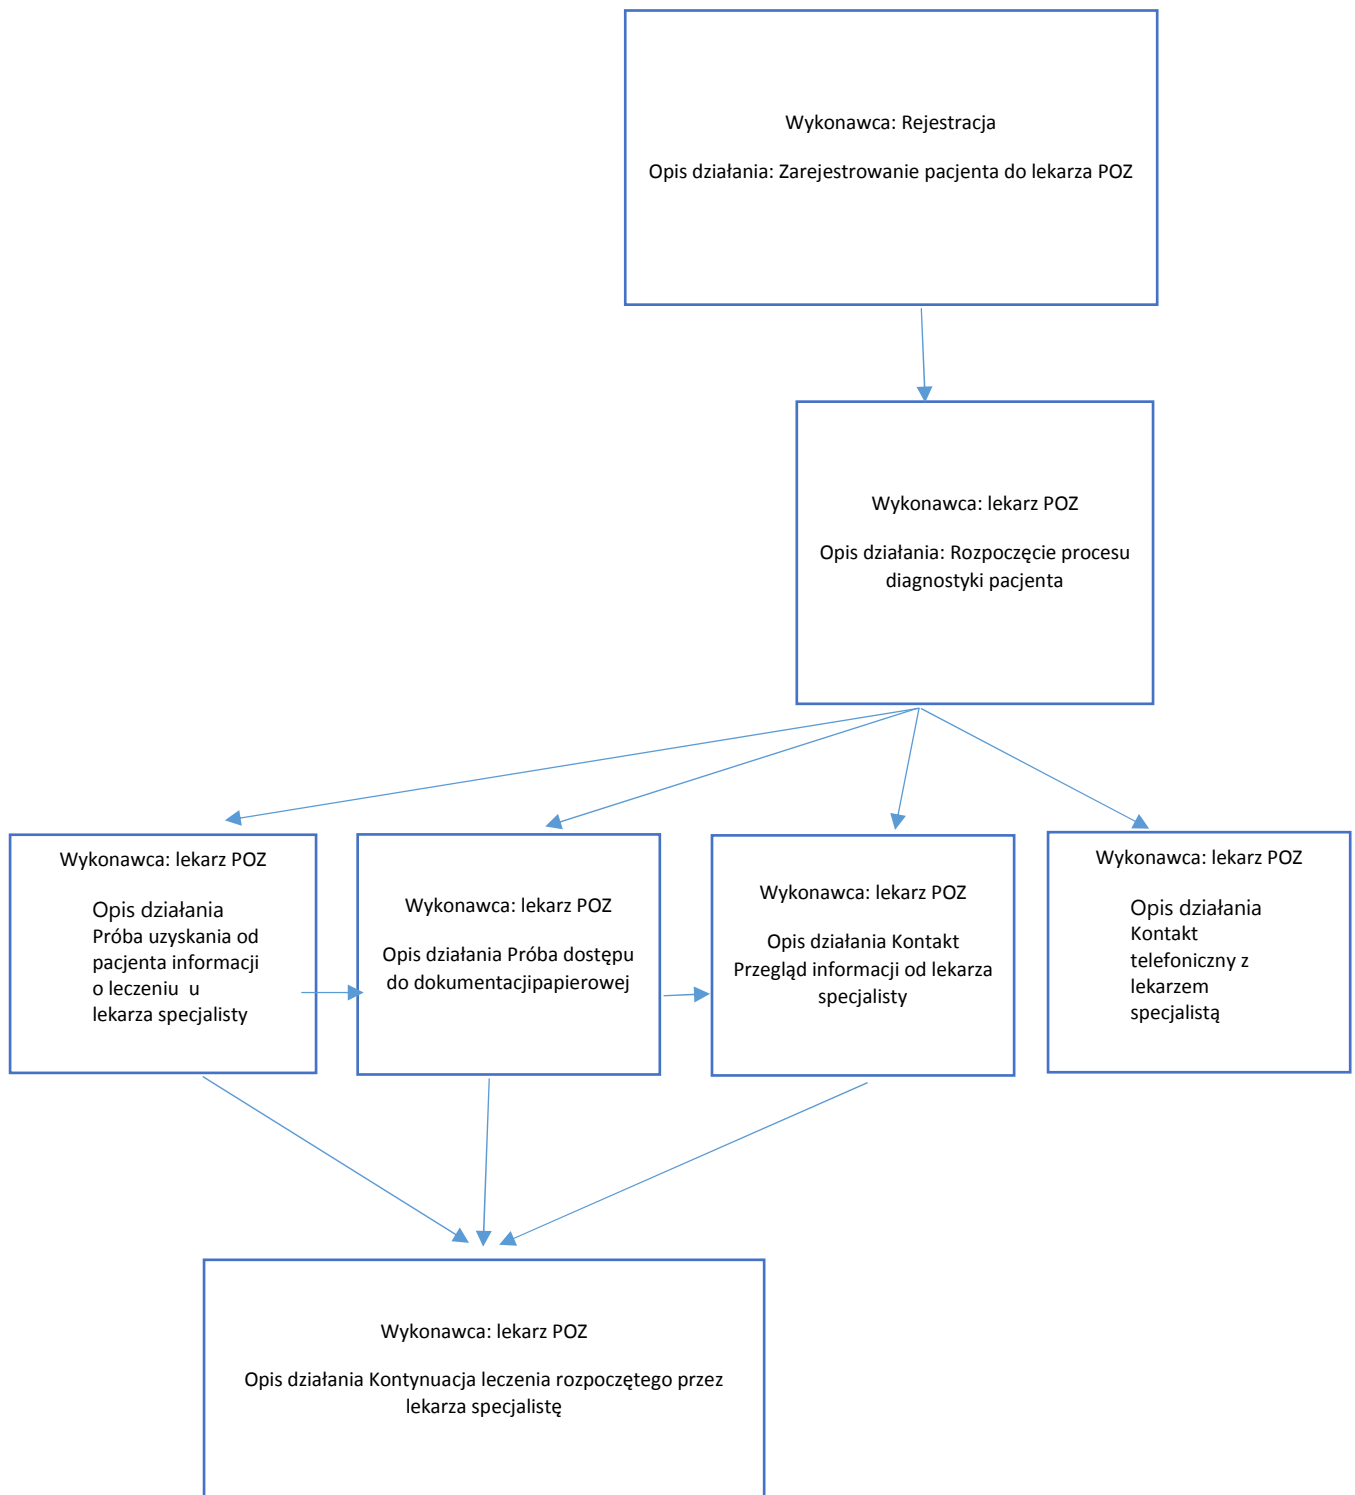 Wykonawca: Rejestracja
Opis działania: Zarejestrowanie pacjenta do lekarza POZ
Wykonawca: lekarz POZ
Opis działania: Rozpoczęcie procesu
diagnostyki pacjenta
Wykonawca: lekarz POZ
Opis działania
Próba uzyskania od
pacjenta informacji
o leczeniu u
lekarza specjalisty
Wykonawca: lekarz POZ
Opis działania Próba dostępu
do dokumentacjipapierowej
Wykonawca: lekarz POZ
Opis działania Kontakt
Przegląd informacji od lekarza
specjalisty
Wykonawca: lekarz POZ
Opis działania
Kontakt
telefoniczny z
lekarzem
specjalistą
Wykonawca: lekarz POZ
Opis działania Kontynuacja leczenia rozpoczętego przez
lekarza specjalistę